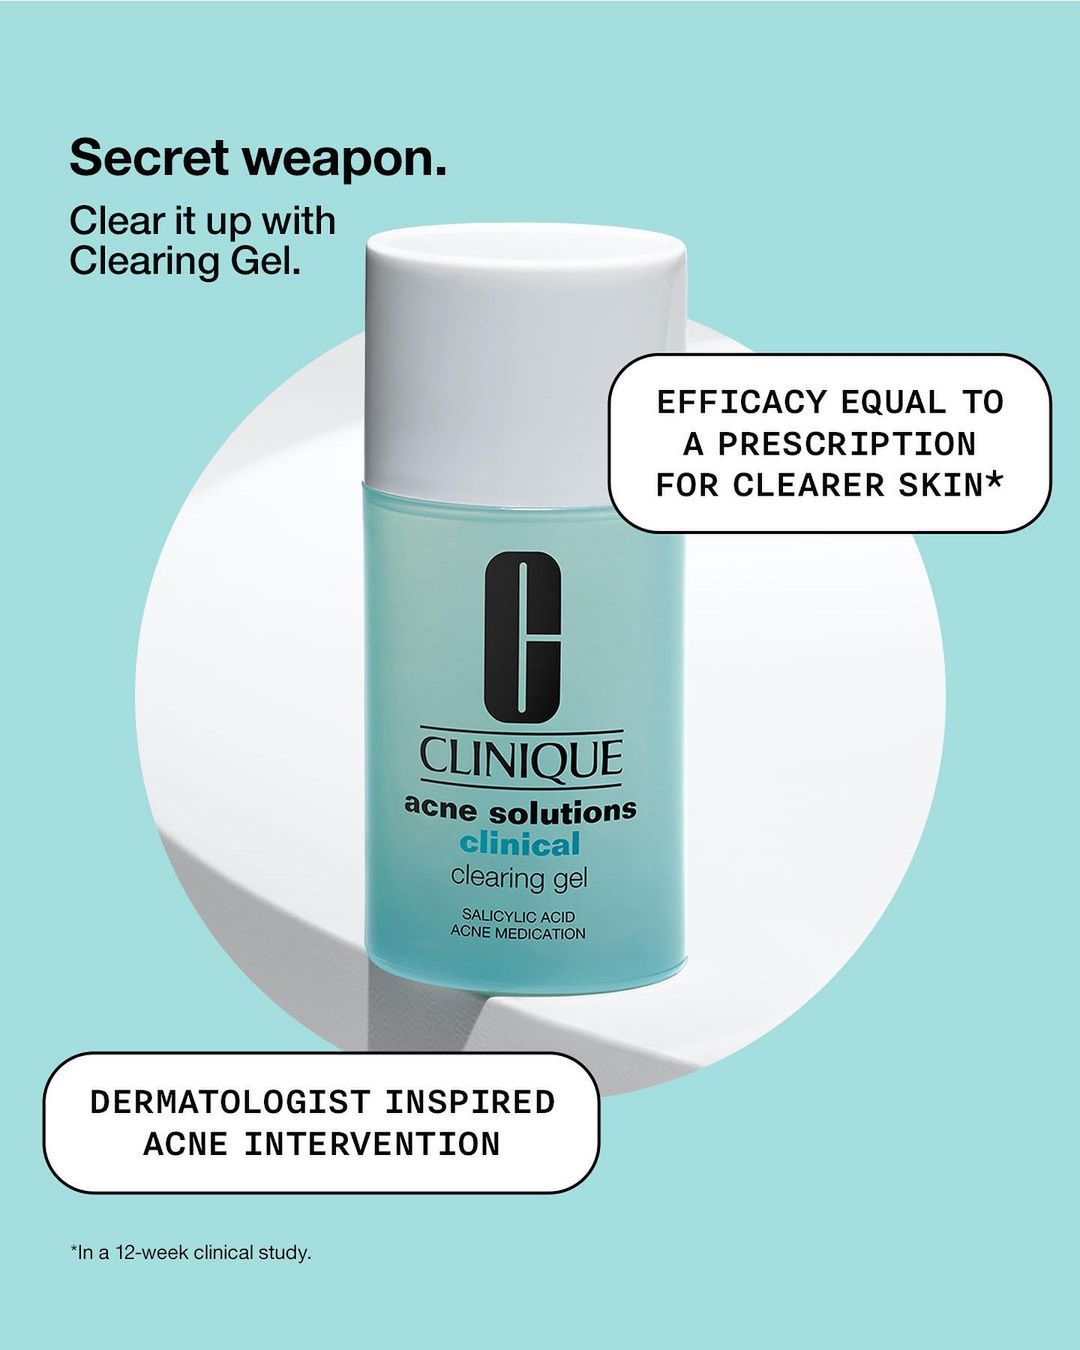 Secret weapon.
Clear it up with
Clearing Gel.
EFFICACY EQUAL TO
A PRESCRIPTION
FOR CLEARER SKIN*
C
CLINIQUE
acne solutions
clinical
clearing gel
SALICYLIC ACID
ACNE MEDICATION
DERMATOLOGIST INSPIRED
ACNE INTERVENTION
*In a 12-week clinical study.